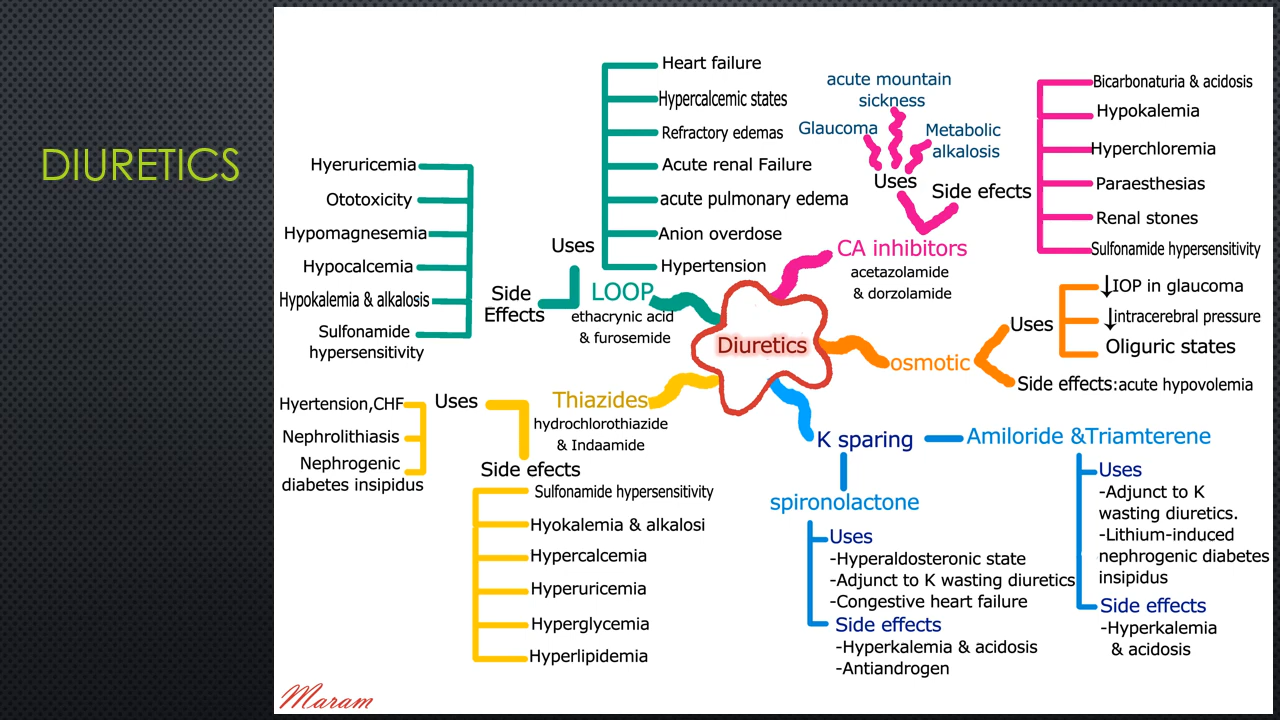 DIURETICS
Diuretics
LOOP
ethacrynic acid
& furosemide
Uses
Heart failure
Hypercalcemic states
Refractory edemas
Acute renal Failure
acute pulmonary edema
Anion overdose
Hypertension
Side
Effects
Hyeruricemia
Ototoxicity
Hypomagnesemia
Hypocalcemia
Hypokalemia & alkalosis
Sulfonamide
hypersensitivity
CA inhibitors
acetazolamide
& dorzolamide
Uses
Glaucoma
acute mountain
sickness
Metabolic
alkalosis
Side efects
Bicarbonaturia & acidosis
Hypokalemia
Hyperchloremia
Paraesthesias
Renal stones
Sulfonamide hypersensitivity
osmotic
Uses
↓IOP in glaucoma
↓intracerebral pressure
Oliguric states
Side effects:acute hypovolemia
Thiazides
hydrochlorothiazide
& Indaamide
Uses
Hyertension,CHF
Nephrolithiasis
Nephrogenic
diabetes insipidus
Side efects
Sulfonamide hypersensitivity
Hyokalemia & alkalosi
Hypercalcemia
Hyperuricemia
Hyperglycemia
Hyperlipidemia
K sparing
spironolactone
Uses
-Hyperaldosteronic state
-Adjunct to K wasting diuretics
-Congestive heart failure
Side effects
-Hyperkalemia & acidosis
-Antiandrogen
Amiloride &Triamterene
Uses
-Adjunct to K
wasting diuretics.
-Lithium-induced
nephrogenic diabetes
insipidus
Side effects
-Hyperkalemia
& acidosis
Maram